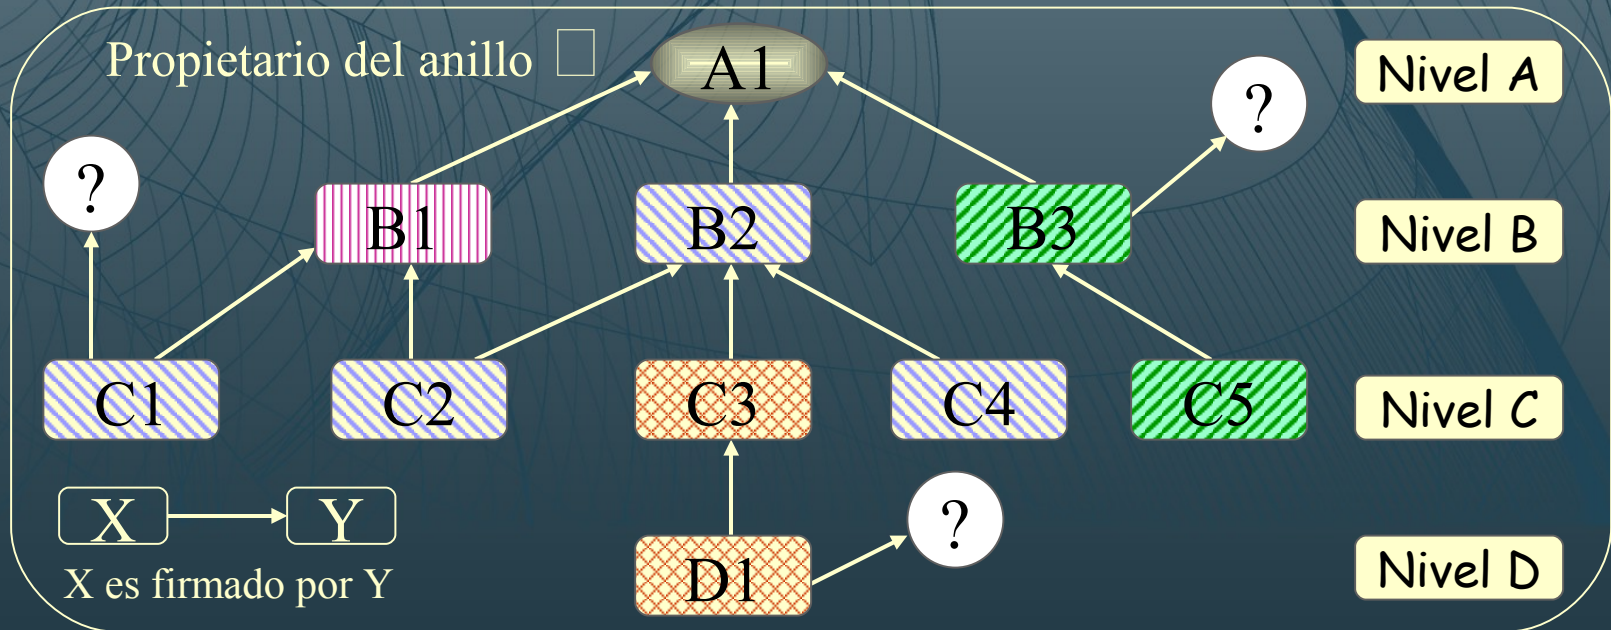 Propietario del anillo
A1
?
Nivel A
?
B1
B2
B3
Nivel B
C1
C2
C3
C4
C5
Nivel C
X
Y
X es firmado por Y
?
D1
Nivel D